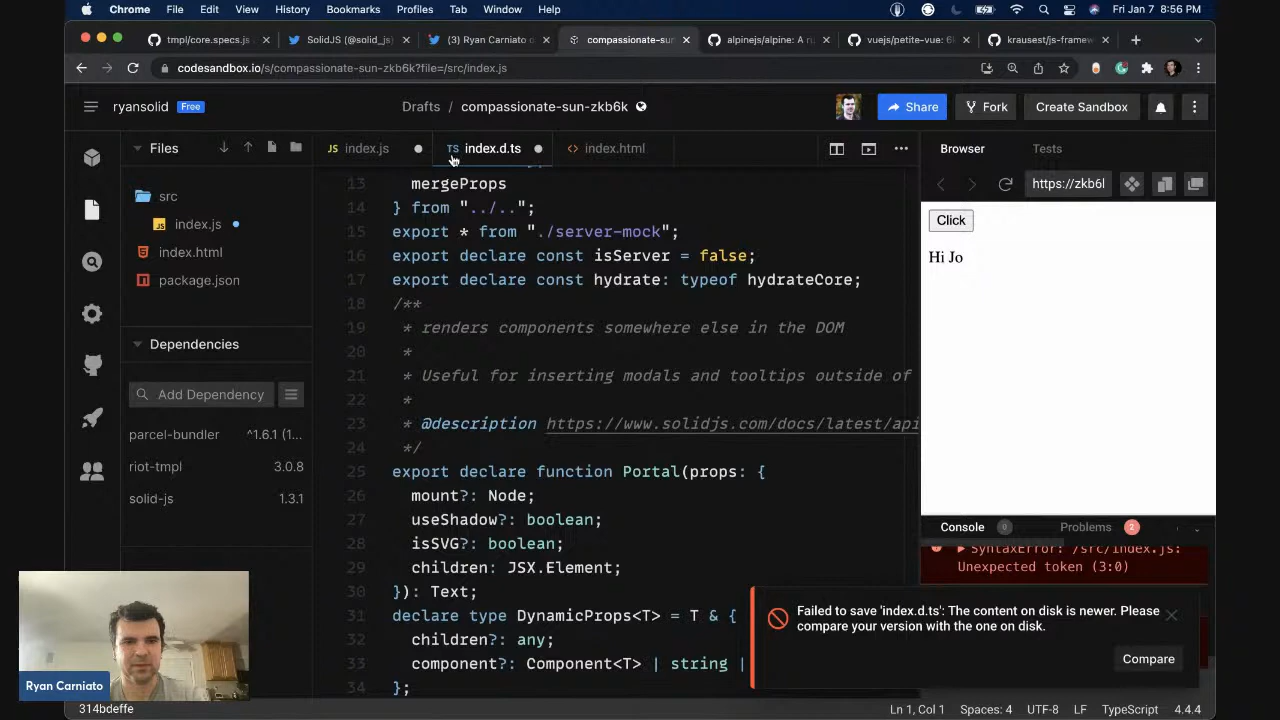 Chrome File Edit View History Bookmarks Profiles Tab Window Help Fri Jan 7 8:56 PM
tmpl/core.specs.js
SolidJS (@solid_js)
(3) Ryan Carniato
compassionate-sun
alpinejs/alpine: A ru
vuejs/petite-vue: 6k
krausest/js-framew
codesandbox.io/s/compassionate-sun-zkb6k?file=/src/index.js
ryansolid Free
Drafts / compassionate-sun-zkb6k
Share Fork Create Sandbox
Files
src
index.js
index.html
package.json
Dependencies
Add Dependency
parcel-bundler ^1.6.1 (1...
riot-tmpl 3.0.8
solid-js 1.3.1
JS index.js
TS index.d.ts
<> index.html
13 mergeProps
14 } from "../..";
15 export * from "./server-mock";
16 export declare const isServer = false;
17 export declare const hydrate: typeof hydrateCore;
18 /**
19 * renders components somewhere else in the DOM
20 *
21 * Useful for inserting modals and tooltips outside of
22 *
23 * @description https://www.solidjs.com/docs/latest/api
24 */
25 export declare function Portal(props: {
26 mount?: Node;
27 useShadow?: boolean;
28 isSVG?: boolean;
29 children: JSX.Element;
30 }): Text;
31 declare type DynamicProps<T> = T & {
32 children?: any;
33 component?: Component<T> | string |
34 };
Browser Tests
https://zkb6l
Click
Hi Jo
Console 0 Problems 2
SyntaxError: /src/index.js:
Unexpected token (3:0)
Failed to save 'index.d.ts': The content on disk is newer. Please
compare your version with the one on disk.
Compare
Ryan Carniato
314bdeffe
Ln 1, Col 1 Spaces: 4 UTF-8 LF TypeScript 4.4.4